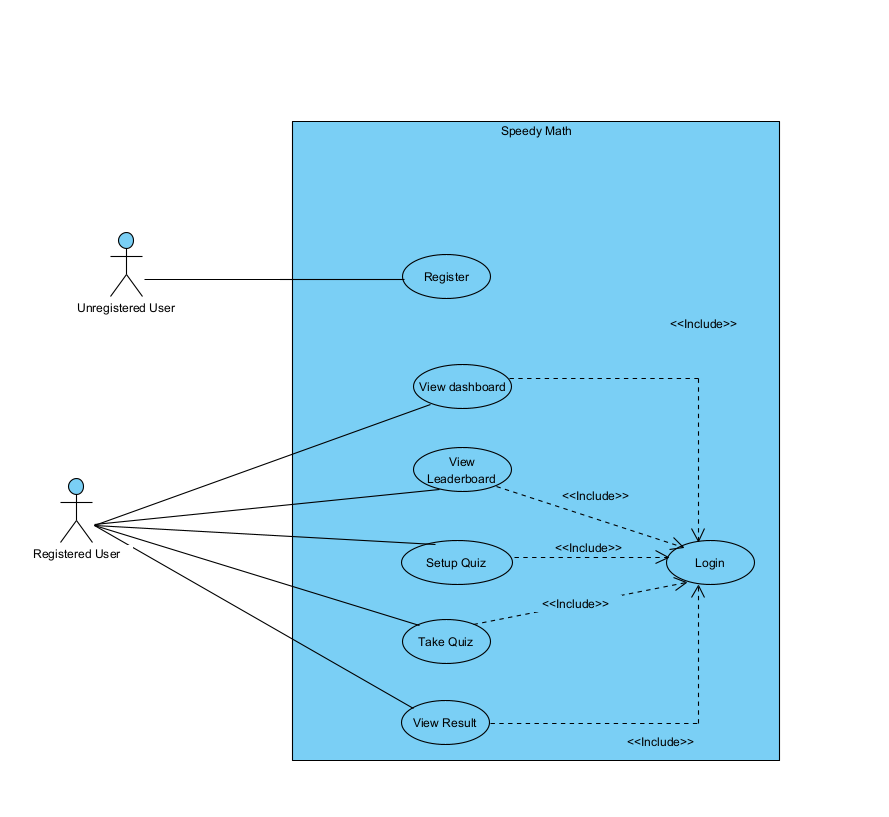 Speedy Math
Register
Unregistered User
<<Include>>
View dashboard
View
Leaderboard
<<Include>>
<<Include>>
Registered User
Setup Quiz
Login
<<Include>>
Take Quiz
View Result
<<Include>>